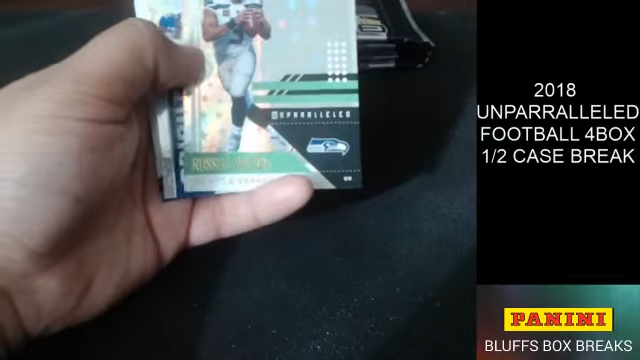 UNPARALLELED
RUSSELL WILSON
2018
UNPARRALLELED
FOOTBALL 4BOX
1/2 CASE BREAK
PANINI
BLUFFS BOX BREAKS